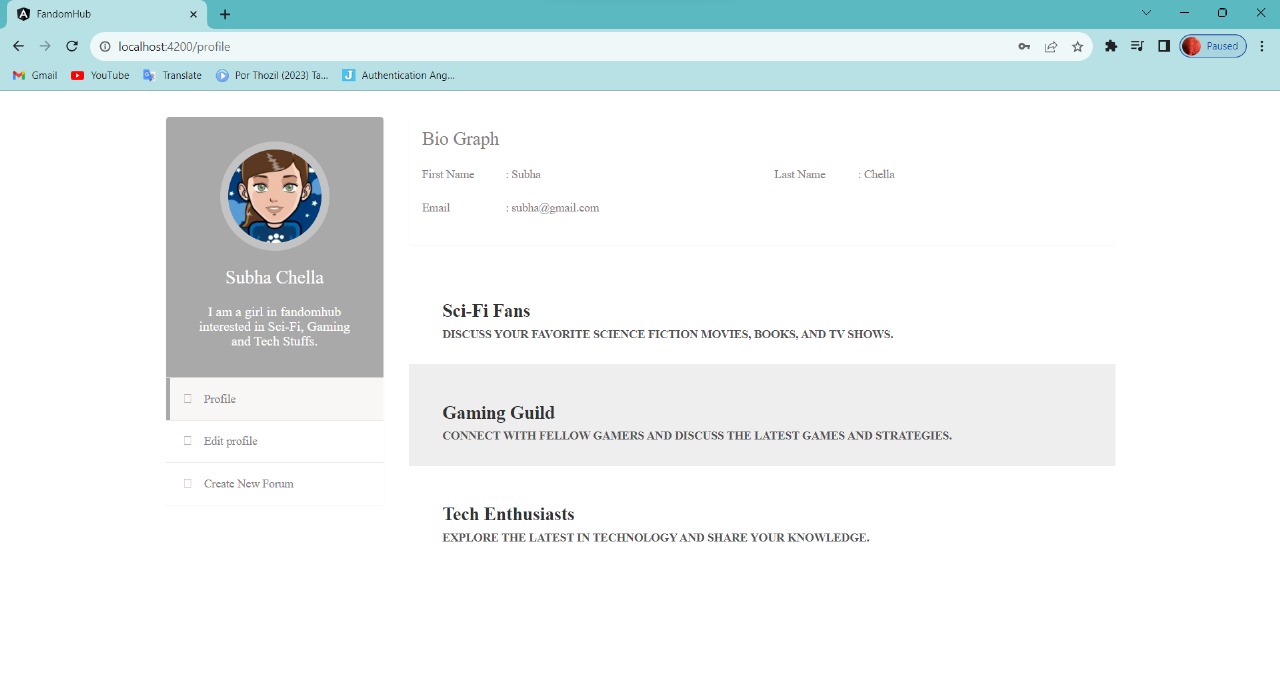 FandomHub
localhost:4200/profile
Paused
Gmail
YouTube
Translate
Por Thozil (2023) Ta...
Authentication Ang...
Subha Chella
I am a girl in fandomhub
interested in Sci-Fi, Gaming
and Tech Stuffs.
Profile
Edit profile
Create New Forum
Bio Graph
First Name : Subha
Last Name : Chella
Email : subha@gmail.com
Sci-Fi Fans
DISCUSS YOUR FAVORITE SCIENCE FICTION MOVIES, BOOKS, AND TV SHOWS.
Gaming Guild
CONNECT WITH FELLOW GAMERS AND DISCUSS THE LATEST GAMES AND STRATEGIES.
Tech Enthusiasts
EXPLORE THE LATEST IN TECHNOLOGY AND SHARE YOUR KNOWLEDGE.